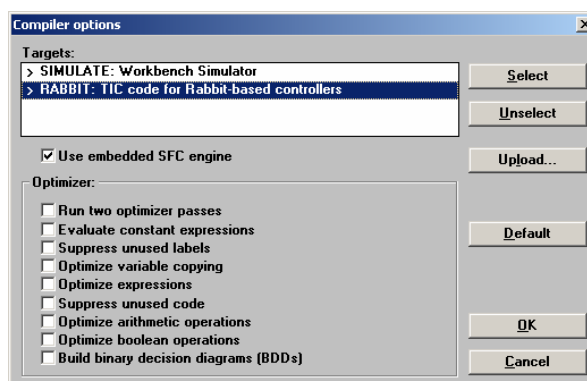 Compiler options
Targets:
> SIMULATE: Workbench Simulator
> RABBIT: TIC code for Rabbit-based controllers
Select
Unselect
Use embedded SFC engine
Upload...
Optimizer:
Run two optimizer passes
Evaluate constant expressions
Suppress unused labels
Default
Optimize variable copying
Optimize expressions
Suppress unused code
Optimize arithmetic operations
OK
Optimize boolean operations
Build binary decision diagrams (BDDs)
Cancel